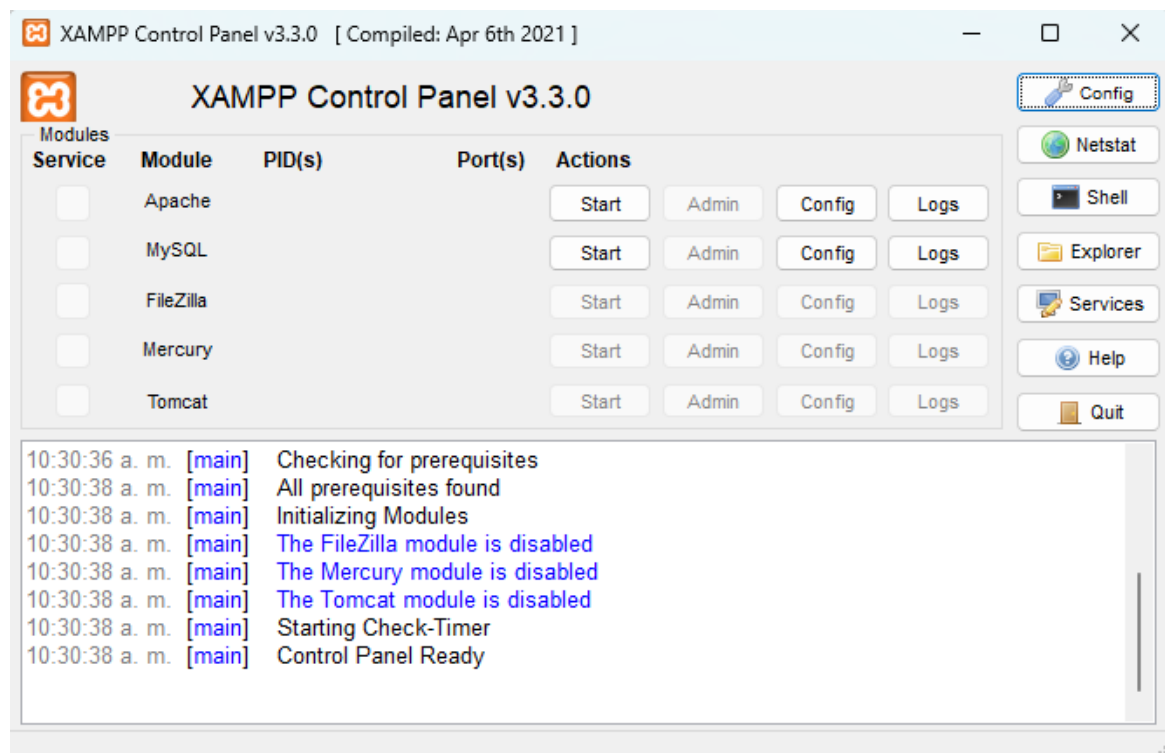 XAMPP Control Panel v3.3.0 [ Compiled: Apr 6th 2021 ]
XAMPP Control Panel v3.3.0
Config
Modules
Service Module PID(s) Port(s) Actions
Netstat
Apache Start Admin Config Logs
Shell
MySQL Start Admin Config Logs
Explorer
FileZilla Start Admin Config Logs
Services
Mercury Start Admin Config Logs
Help
Tomcat Start Admin Config Logs
Quit
10:30:36 a. m. [main] Checking for prerequisites
10:30:38 a. m. [main] All prerequisites found
10:30:38 a. m. [main] Initializing Modules
10:30:38 a. m. [main] The FileZilla module is disabled
10:30:38 a. m. [main] The Mercury module is disabled
10:30:38 a. m. [main] The Tomcat module is disabled
10:30:38 a. m. [main] Starting Check-Timer
10:30:38 a. m. [main] Control Panel Ready